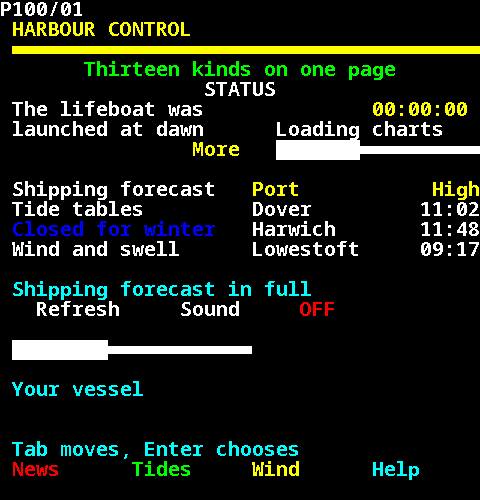 P100/01
HARBOUR CONTROL
Thirteen kinds on one page
STATUS
The lifeboat was 00:00:00
launched at dawn Loading charts
More
Shipping forecast Port High
Tide tables Dover 11:02
Closed for winter Harwich 11:48
Wind and swell Lowestoft 09:17
Shipping forecast in full
Refresh Sound OFF
Your vessel
Tab moves, Enter chooses
News Tides Wind Help